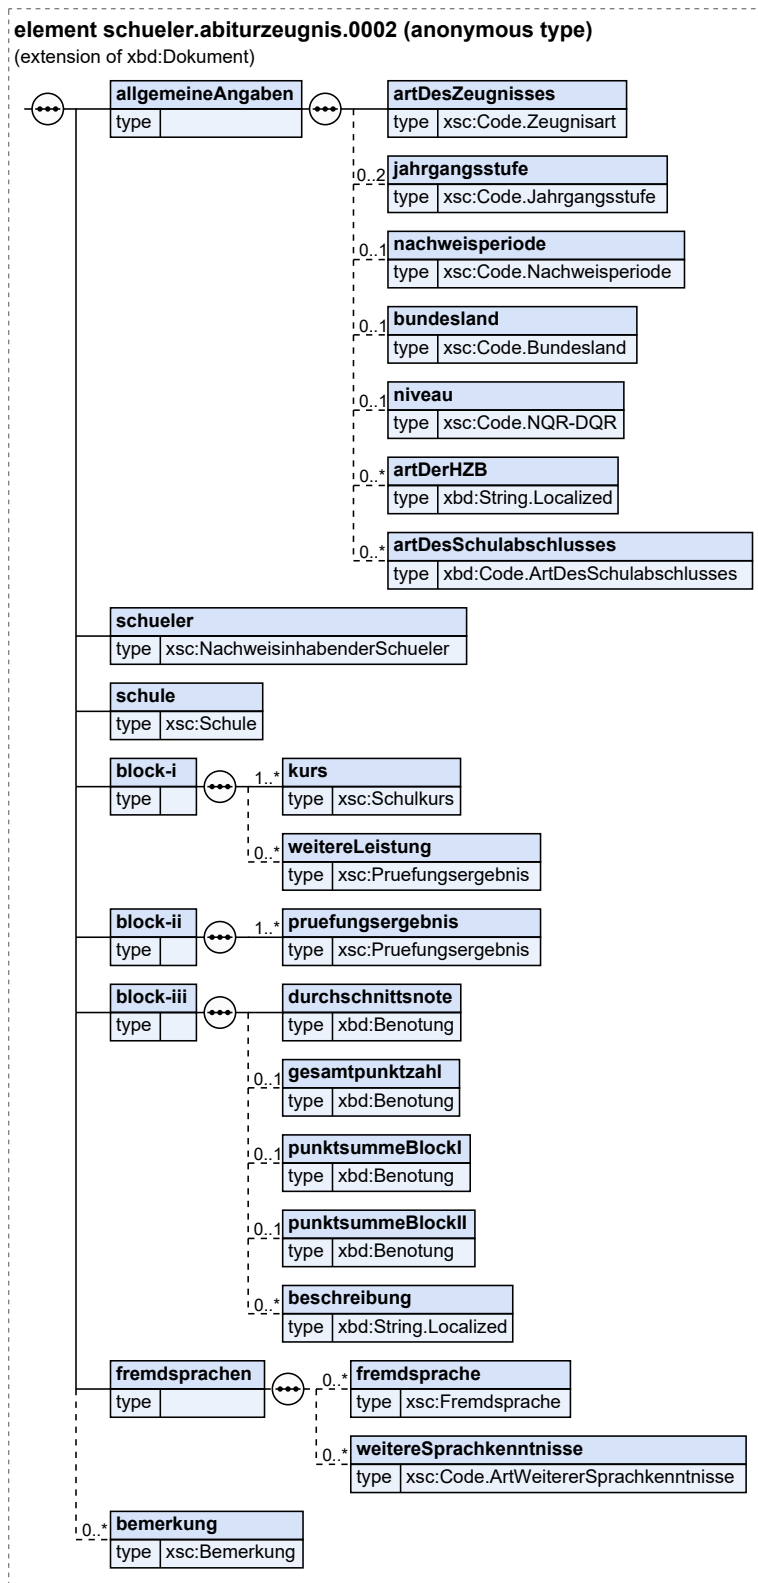 element schueler.abiturzeugnis.0002 (anonymous type)
(extension of xbd:Dokument)
allgemeineAngaben
type
artDesZeugnisses
type xsc:Code.Zeugnisart
0..2 jahrgangsstufe
type xsc:Code.Jahrgangsstufe
0..1 nachweisperiode
type xsc:Code.Nachweisperiode
0..1 bundesland
type xsc:Code.Bundesland
0..1 niveau
type xsc:Code.NQR-DQR
0..* artDerHZB
type xbd:String.Localized
0..* artDesSchulabschlusses
type xbd:Code.ArtDesSchulabschlusses
schueler
type xsc:NachweisinhabenderSchueler
schule
type xsc:Schule
block-i
type
1..* kurs
type xsc:Schulkurs
0..* weitereLeistung
type xsc:Pruefungsergebnis
block-ii
type
1..* pruefungsergebnis
type xsc:Pruefungsergebnis
block-iii
type
durchschnittsnote
type xbd:Benotung
0..1 gesamtpunktzahl
type xbd:Benotung
0..1 punktsummeBlockI
type xbd:Benotung
0..1 punktsummeBlockII
type xbd:Benotung
0..* beschreibung
type xbd:String.Localized
fremdsprachen
type
0..* fremdsprache
type xsc:Fremdsprache
0..* weitereSprachkenntnisse
type xsc:Code.ArtWeitererSprachkenntnisse
0..* bemerkung
type xsc:Bemerkung